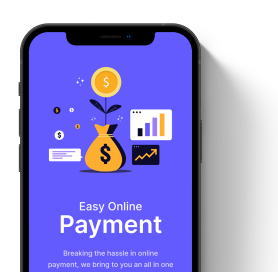 $
$
$
Easy Online
Payment
Breaking the hassle in online
payment, we bring to you an all in one